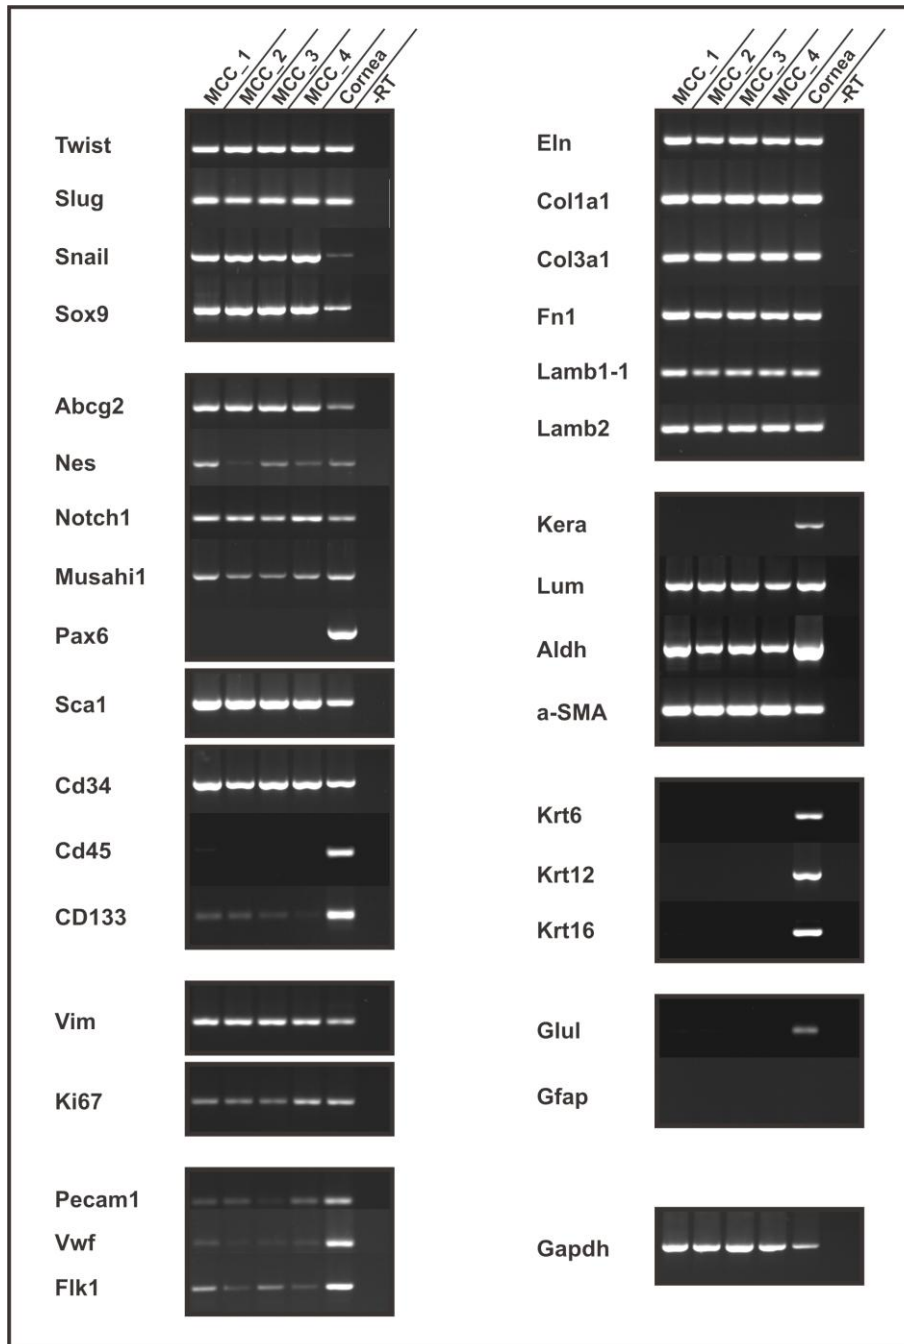 MCC_1 MCC_2 MCC_3 MCC_4 Cornea -RT
Twist
Slug
Snail
Sox9
Abcg2
Nes
Notch1
Musahi1
Pax6
Sca1
Cd34
Cd45
CD133
Vim
Ki67
Pecam1
Vwf
Flk1
MCC_1 MCC_2 MCC_3 MCC_4 Cornea -RT
Eln
Col1a1
Col3a1
Fn1
Lamb1-1
Lamb2
Kera
Lum
Aldh
a-SMA
Krt6
Krt12
Krt16
Glul
Gfap
Gapdh